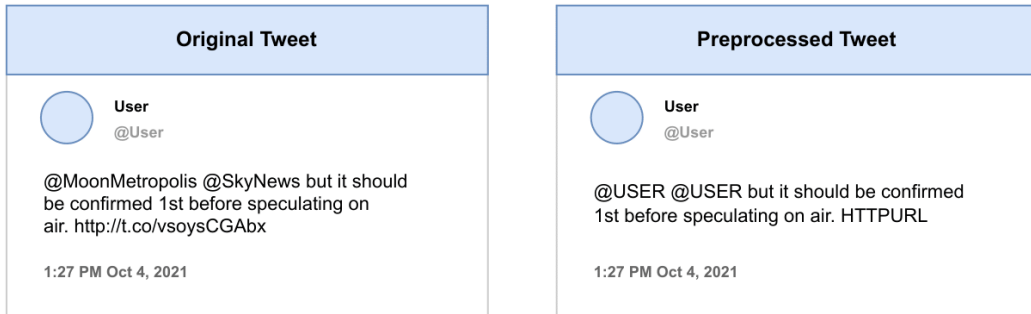 Original Tweet
User
@User
@MoonMetropolis @SkyNews but it should
be confirmed 1st before speculating on
air. http://t.co/vsoysCGAbx
1:27 PM Oct 4, 2021
Preprocessed Tweet
User
@User
@USER @USER but it should be confirmed
1st before speculating on air. HTTPURL
1:27 PM Oct 4, 2021